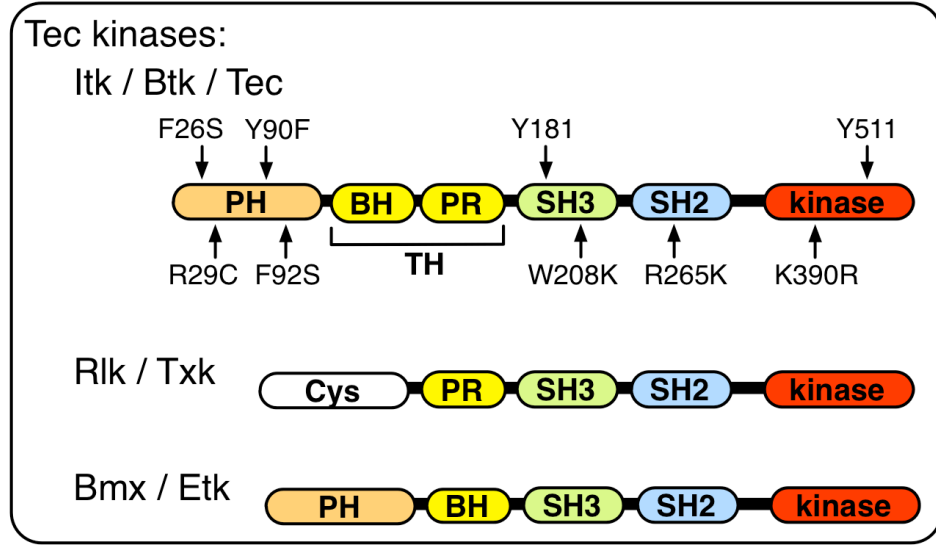 Tec kinases:
Itk / Btk / Tec
F26S Y90F Y181 Y511
PH BH PR SH3 SH2 kinase
TH
R29C F92S W208K R265K K390R
Rlk / Txk
Cys PR SH3 SH2 kinase
Bmx / Etk
PH BH SH3 SH2 kinase